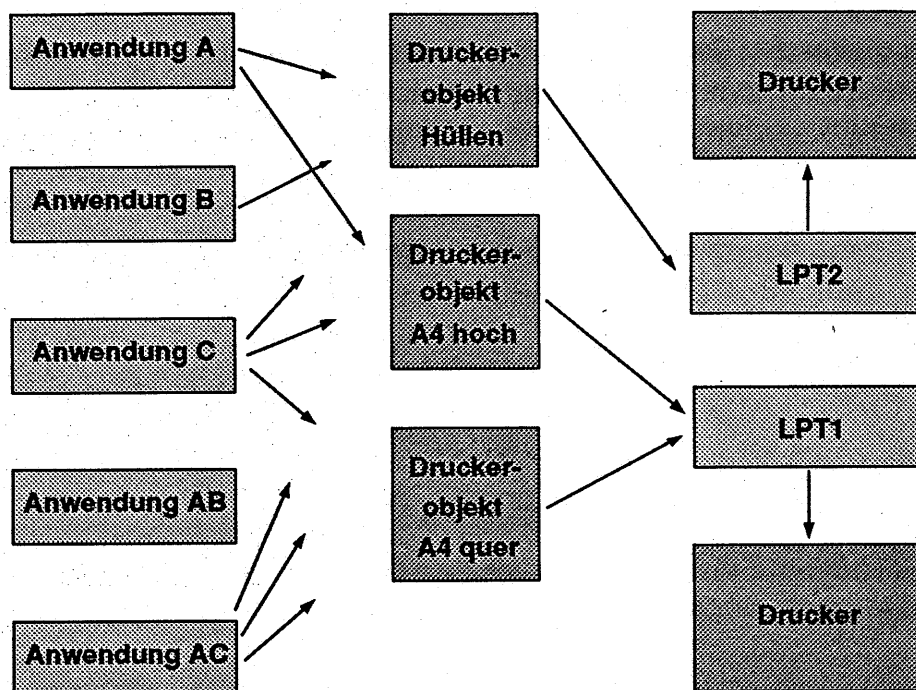 Anwendung A
Anwendung B
Anwendung C
Anwendung AB
Anwendung AC
Drucker-
objekt
Hüllen
Drucker-
objekt
A4 hoch
Drucker-
objekt
A4 quer
Drucker
LPT2
LPT1
Drucker